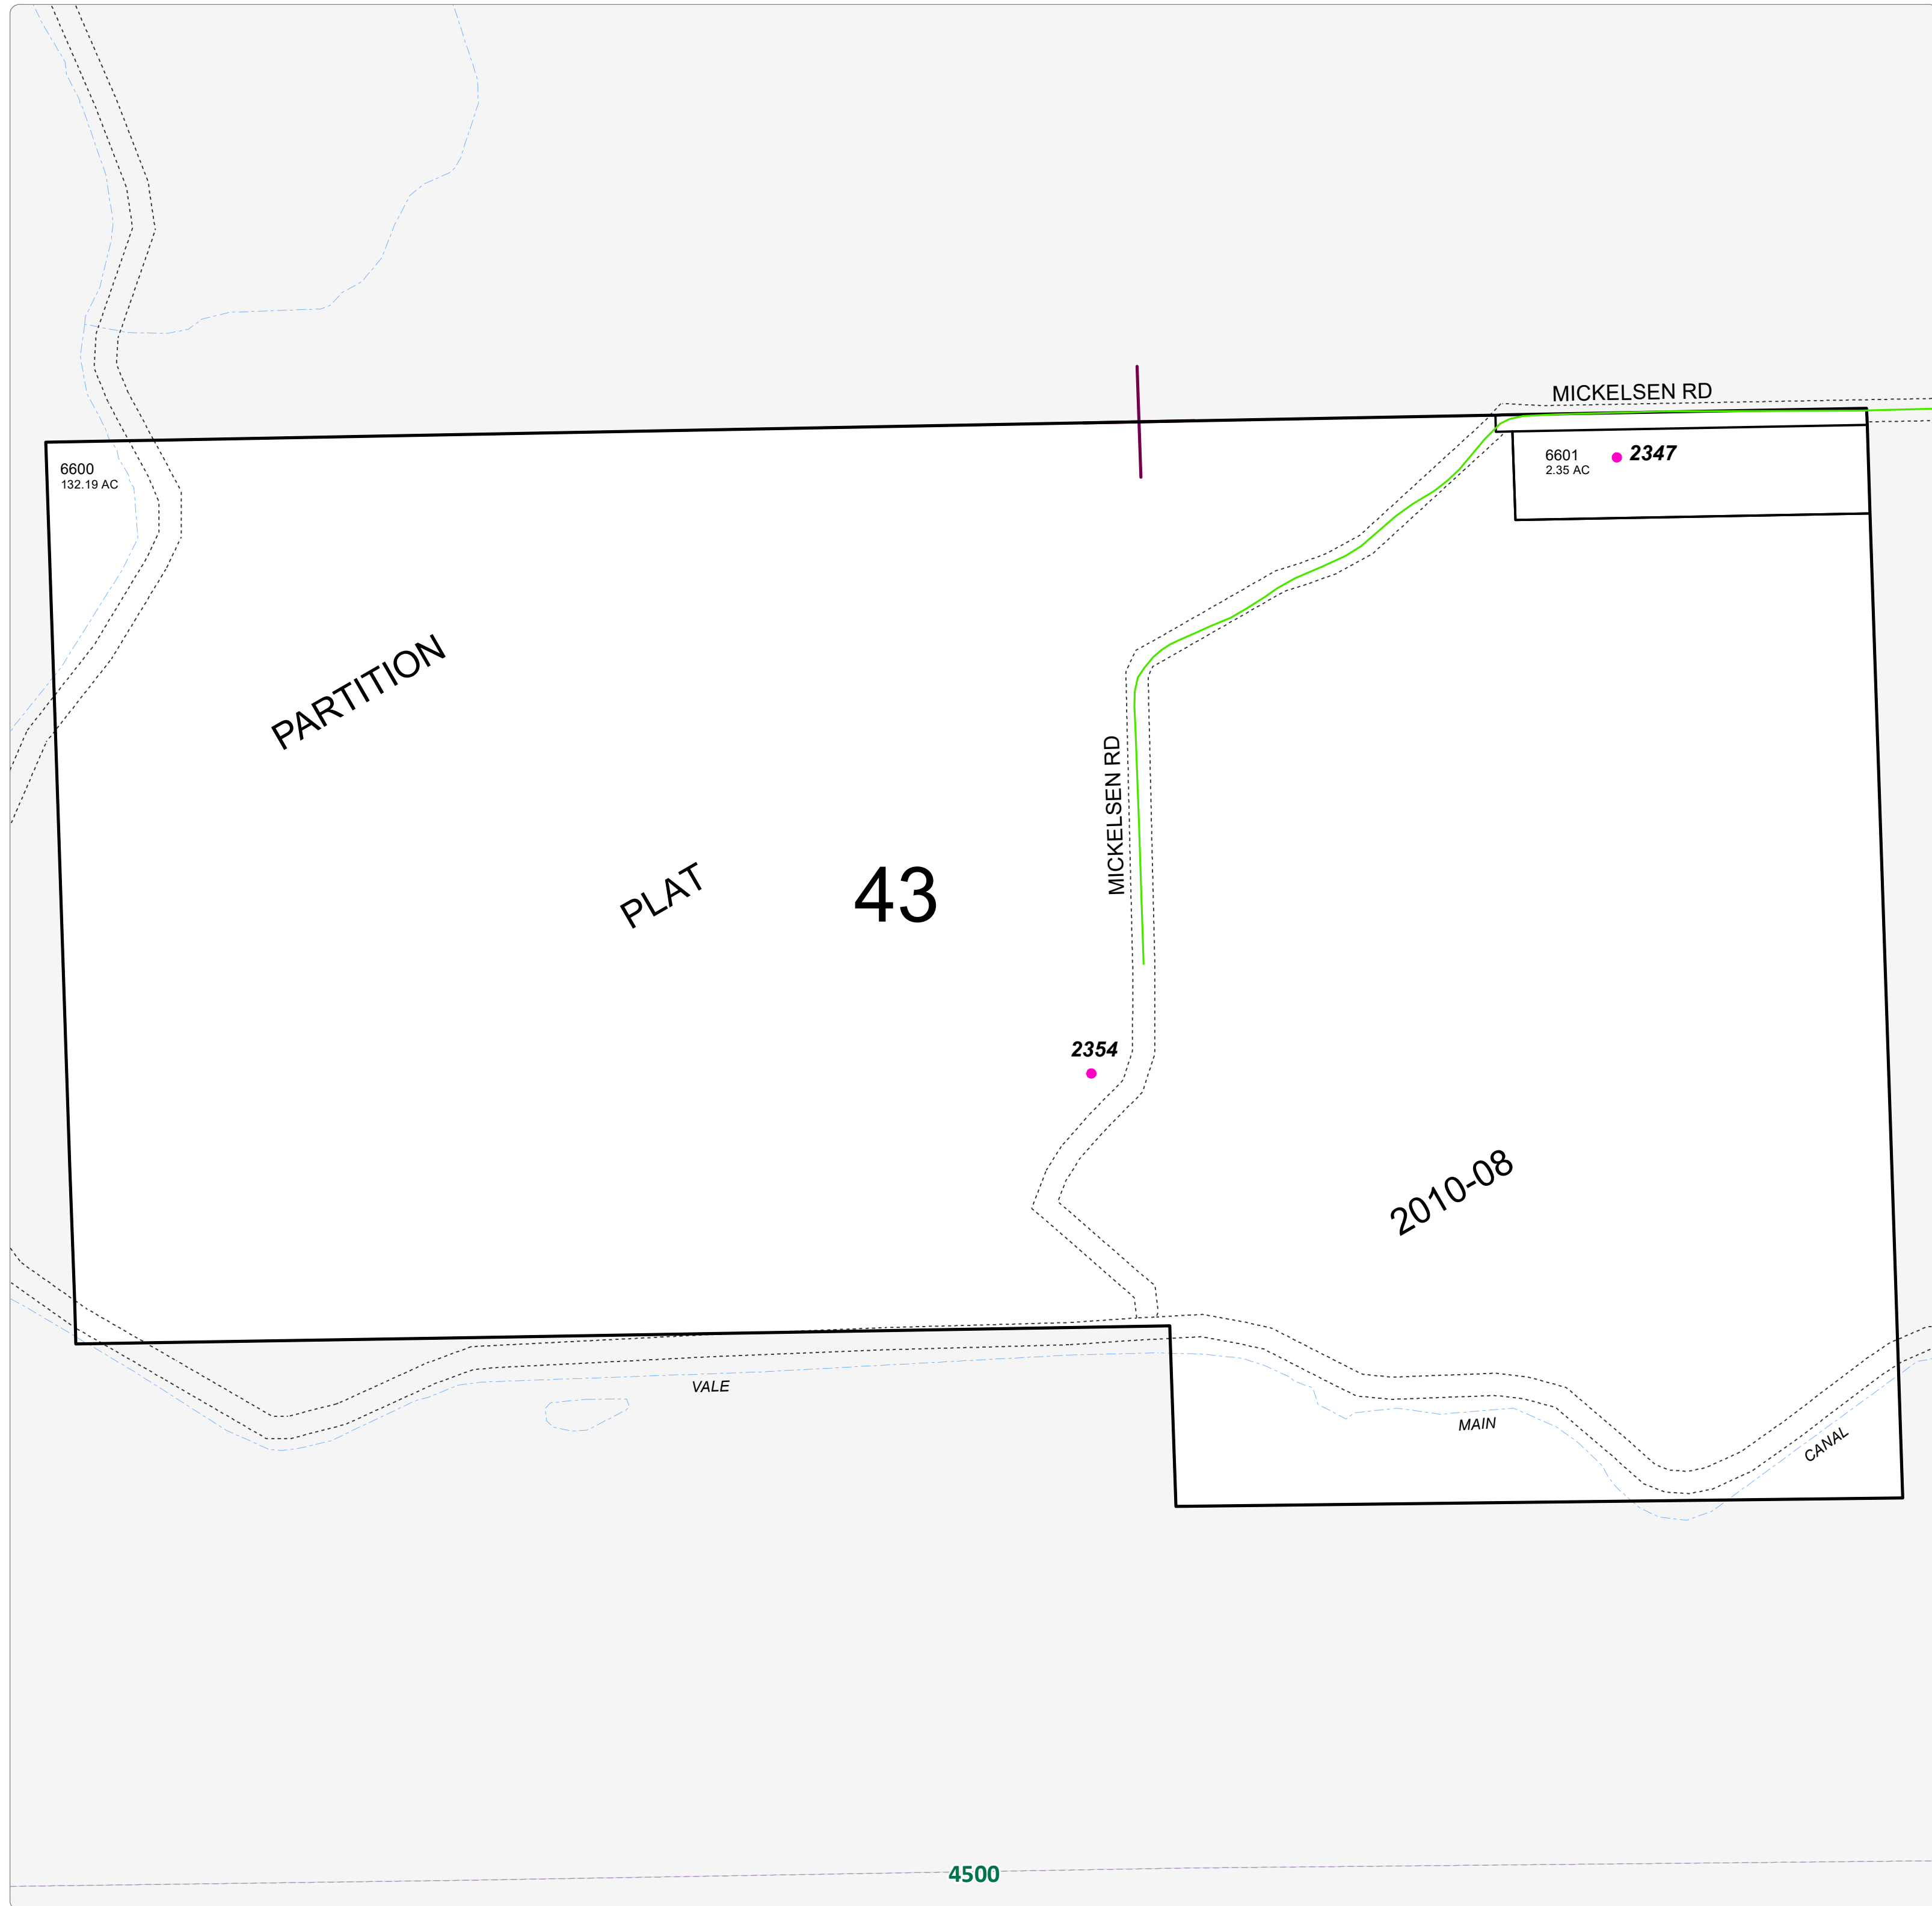 MICKELSEN RD
6601
2.35 AC
2347
6600
132.19 AC
PARTITION
MICKELSEN RD
PLAT
43
2354
2010-08
VALE
MAIN
CANAL
4500